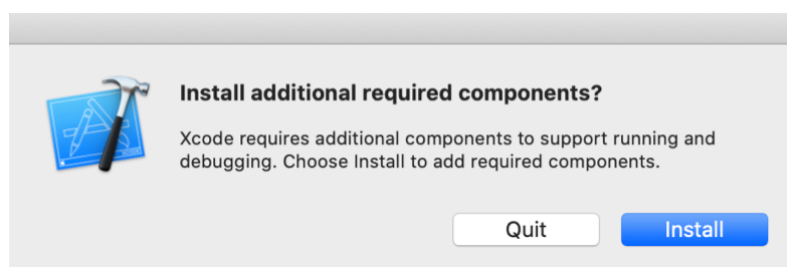 Install additional required components?
Xcode requires additional components to support running and
debugging. Choose Install to add required components.
Quit
Install